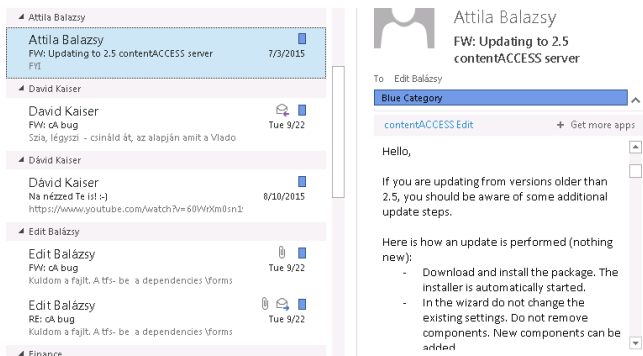 Attila Balazsy
Attila Balazsy
FW: Updating to 2.5 contentACCESS server 7/3/2015
FYI
David Kaiser
David Kaiser
FW: cA bug Tue 9/22
Szia, légyszi - csináld át, az alapján amit a Vlado
Dávid Kaiser
Dávid Kaiser
Na nézzed Te is! :-) 8/10/2015
https://www.youtube.com/watch?v=60WrXm0sn1
Edit Balázsy
Edit Balázsy
FW: cA bug Tue 9/22
Kuldom a fajlt. A tfs- be a dependencies \forms
Edit Balázsy
RE: cA bug Tue 9/22
Kuldom a fajlt. A tfs- be a dependencies \forms
Finance
Attila Balazsy
FW: Updating to 2.5
contentACCESS server
To Edit Balázsy
Blue Category
contentACCESS Edit + Get more apps
Hello,
If you are updating from versions older than
2.5, you should be aware of some additional
update steps.
Here is how an update is performed (nothing
new):
- Download and install the package. The
installer is automatically started.
- In the wizard do not change the
existing settings. Do not remove
components. New components can be
added